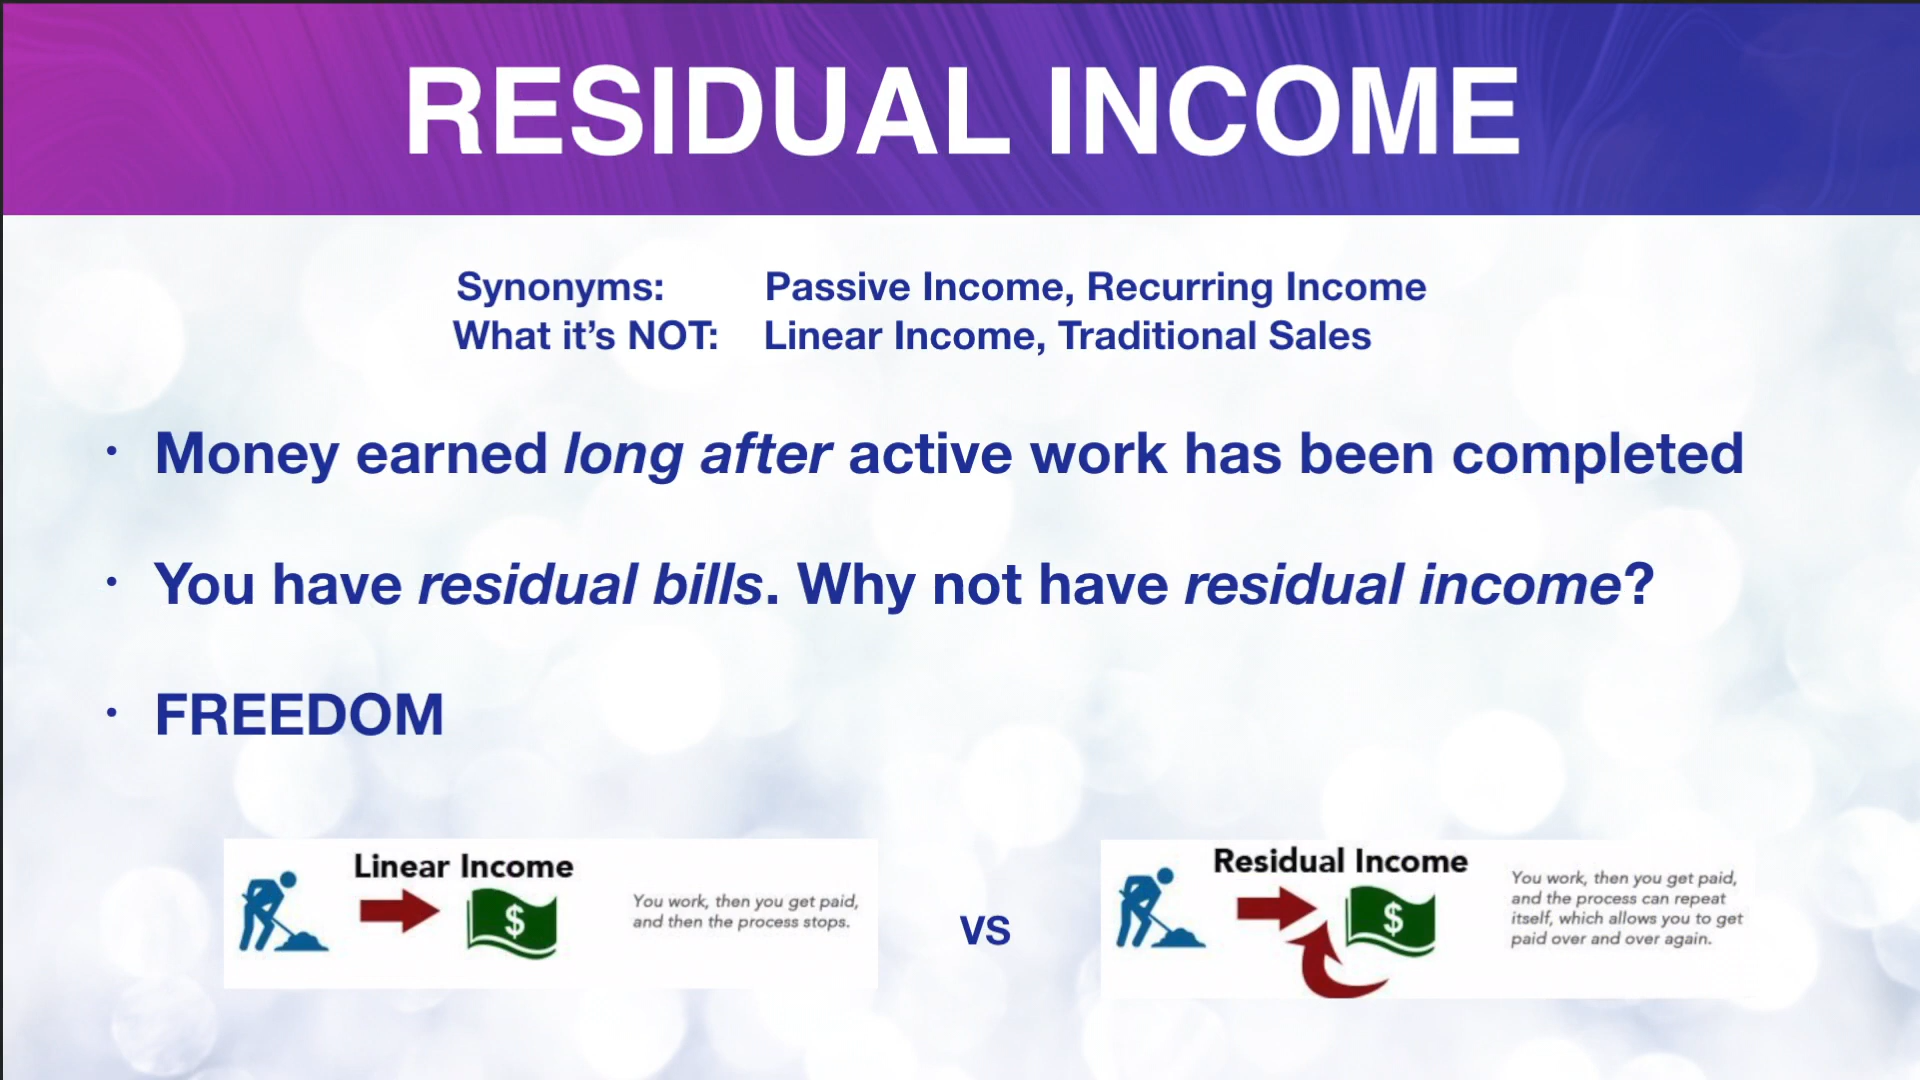 RESIDUAL INCOME
Synonyms: Passive Income, Recurring Income
What it’s NOT: Linear Income, Traditional Sales
• Money earned long after active work has been completed
• You have residual bills. Why not have residual income?
• FREEDOM
Linear Income
$
You work, then you get paid,
and then the process stops.
VS
Residual Income
$
You work, then you get paid,
and the process can repeat
itself, which allows you to get
paid over and over again.